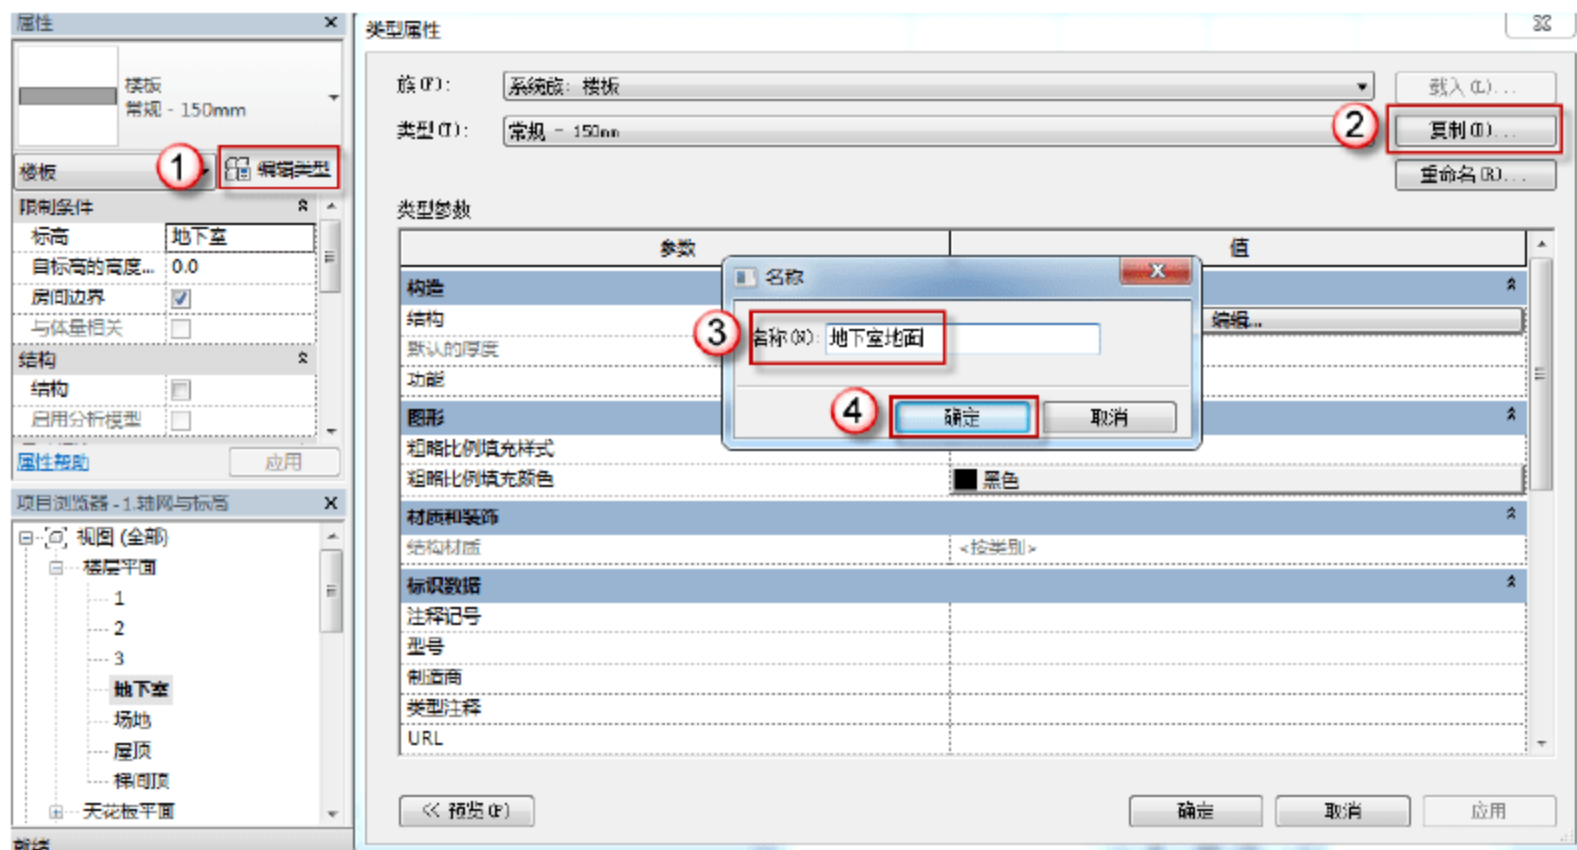 属性
楼板
常规 - 150mm
楼板
1
编辑类型
限制条件
标高
地下室
自标高的高度...
0.0
房间边界
与体量相关
结构
结构
启用分析模型
属性帮助
应用
项目浏览器 - 1.轴网与标高
视图 (全部)
楼层平面
1
2
3
地下室
场地
屋顶
梯间顶
天花板平面
就绪
类型属性
族(F):
系统族: 楼板
载入(L)...
类型(T):
常规 - 150mm
2
复制(D)...
重命名(R)...
类型参数
参数
值
构造
结构
编辑...
默认的厚度
功能
图形
粗略比例填充样式
粗略比例填充颜色
黑色
材质和装饰
结构材质
<按类别>
标识数据
注释记号
型号
制造商
类型注释
URL
名称
3
名称(N):
地下室地面
4
确定
取消
<< 预览(P)
确定
取消
应用